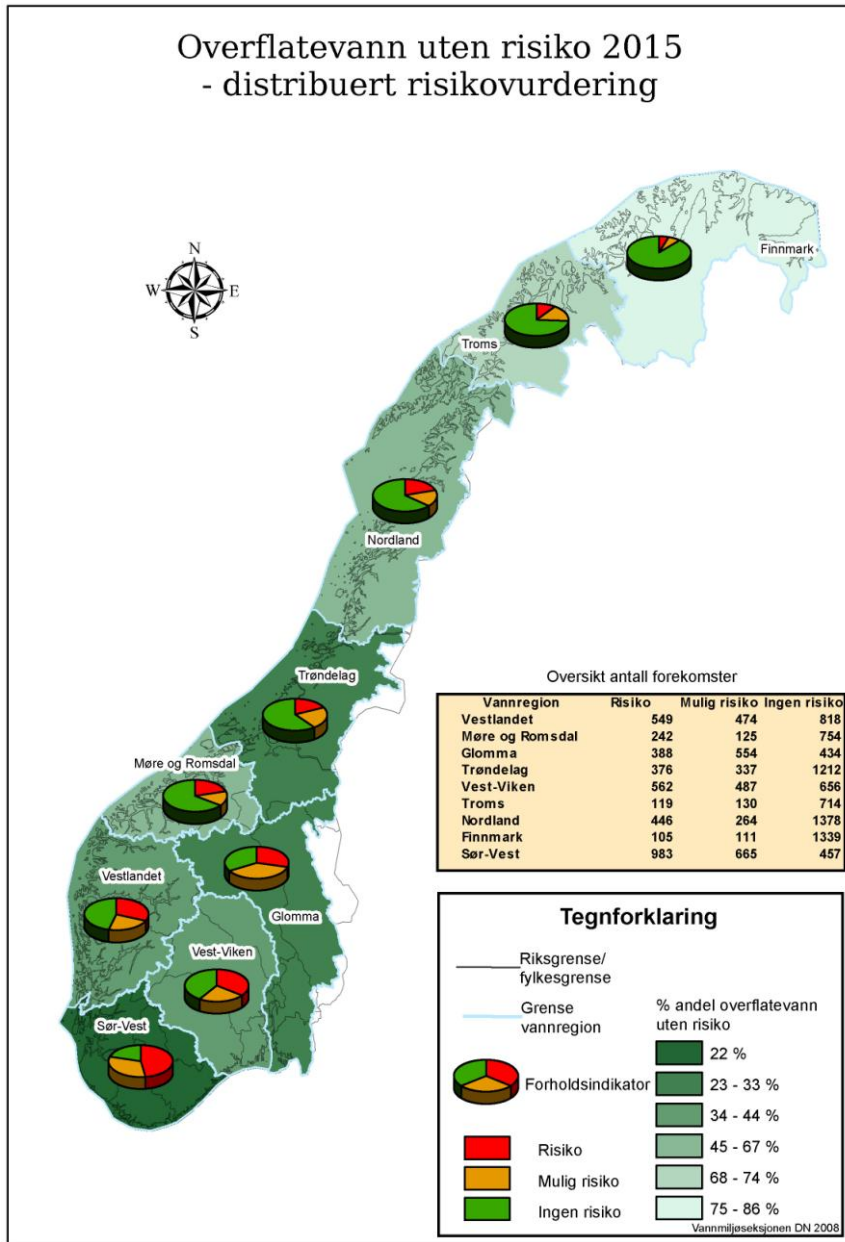 Overflatevann uten risiko 2015
- distribuert risikovurdering
N
W E
S
Finnmark
Troms
Nordland
Trøndelag
Møre og Romsdal
Vestlandet
Glomma
Vest-Viken
Sør-Vest
Oversikt antall forekomster
Vannregion Risiko Mulig risiko Ingen risiko
Vestlandet 549 474 818
Møre og Romsdal 242 125 754
Glomma 388 554 434
Trøndelag 376 337 1212
Vest-Viken 562 487 656
Troms 119 130 714
Nordland 446 264 1378
Finnmark 105 111 1339
Sør-Vest 983 665 457
Tegnforklaring
Riksgrense/
fylkesgrense
Grense
vannregion
Forholdsindikator
Risiko
Mulig risiko
Ingen risiko
% andel overflatevann
uten risiko
22 %
23 - 33 %
34 - 44 %
45 - 67 %
68 - 74 %
75 - 86 %
Vannmiljøseksjonen DN 2008